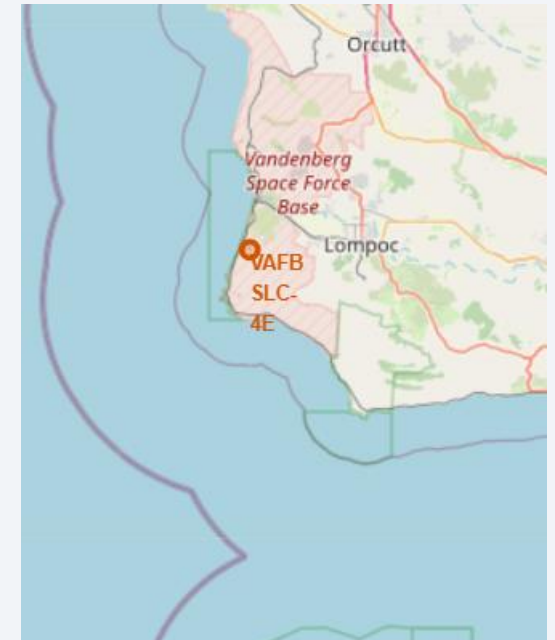 Orcutt
Vandenberg
Space Force
Base
Lompoc
VAFB
SLC-
4E